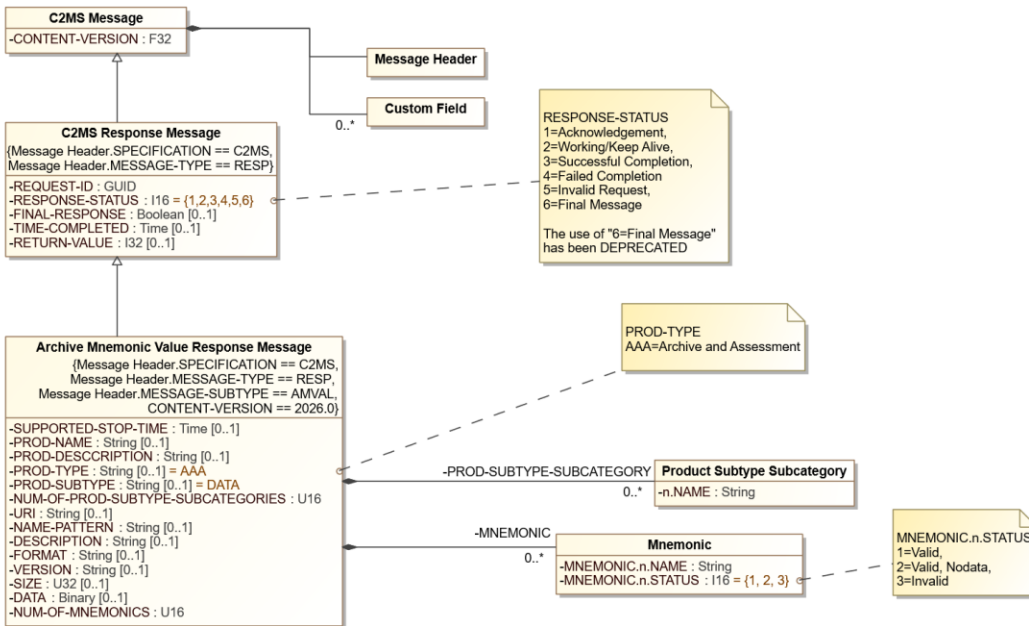 C2MS Message
-CONTENT-VERSION : F32
Message Header
Custom Field
0..*
C2MS Response Message
{Message Header.SPECIFICATION == C2MS,
Message Header.MESSAGE-TYPE == RESP}
-REQUEST-ID : GUID
-RESPONSE-STATUS : I16 = {1,2,3,4,5,6}
-FINAL-RESPONSE : Boolean [0..1]
-TIME-COMPLETED : Time [0..1]
-RETURN-VALUE : I32 [0..1]
RESPONSE-STATUS
1=Acknowledgement,
2=Working/Keep Alive,
3=Successful Completion,
4=Failed Completion
5=Invalid Request,
6=Final Message
The use of "6=Final Message"
has been DEPRECATED
PROD-TYPE
AAA=Archive and Assessment
Archive Mnemonic Value Response Message
{Message Header.SPECIFICATION == C2MS,
Message Header.MESSAGE-TYPE == RESP,
Message Header.MESSAGE-SUBTYPE == AMVAL,
CONTENT-VERSION == 2026.0}
-SUPPORTED-STOP-TIME : Time [0..1]
-PROD-NAME : String [0..1]
-PROD-DESCCRIPTION : String [0..1]
-PROD-TYPE : String [0..1] = AAA
-PROD-SUBTYPE : String [0..1] = DATA
-NUM-OF-PROD-SUBTYPE-SUBCATEGORIES : U16
-URI : String [0..1]
-NAME-PATTERN : String [0..1]
-DESCRIPTION : String [0..1]
-FORMAT : String [0..1]
-VERSION : String [0..1]
-SIZE : U32 [0..1]
-DATA : Binary [0..1]
-NUM-OF-MNEMONICS : U16
-PROD-SUBTYPE-SUBCATEGORY
0..*
Product Subtype Subcategory
-n.NAME : String
-MNEMONIC
0..*
Mnemonic
-MNEMONIC.n.NAME : String
-MNEMONIC.n.STATUS : I16 = {1, 2, 3}
MNEMONIC.n.STATUS
1=Valid,
2=Valid, Nodata,
3=Invalid